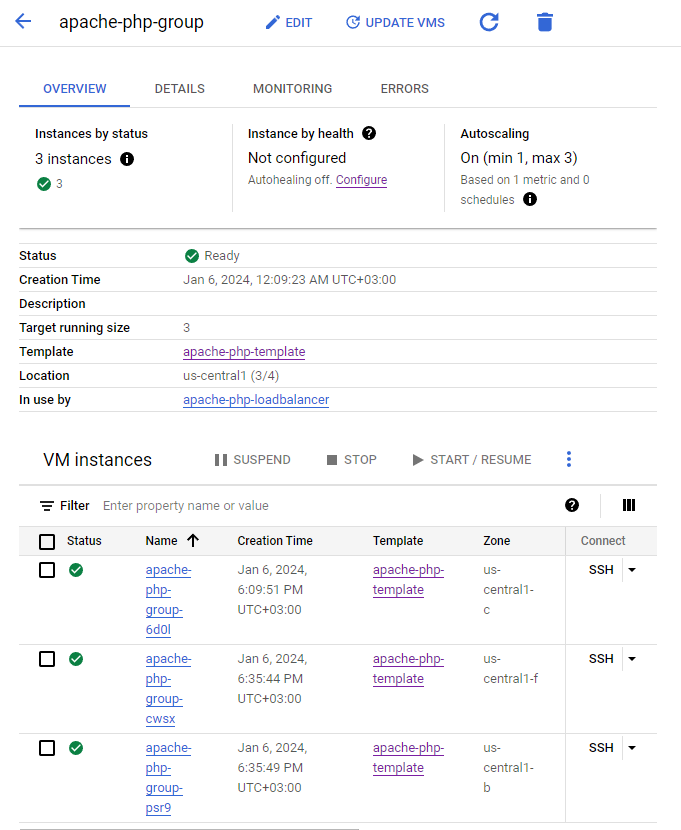 apache-php-group EDIT UPDATE VMS
OVERVIEW DETAILS MONITORING ERRORS
Instances by status
3 instances
3
Instance by health
Not configured
Autohealing off. Configure
Autoscaling
On (min 1, max 3)
Based on 1 metric and 0
schedules
Status Ready
Creation Time Jan 6, 2024, 12:09:23 AM UTC+03:00
Description
Target running size 3
Template apache-php-template
Location us-central1 (3/4)
In use by apache-php-loadbalancer
VM instances SUSPEND STOP START / RESUME
Filter Enter property name or value
Status Name Creation Time Template Zone Connect
apache- Jan 6, 2024, apache-php- us- SSH
php- 6:09:51 PM template central1-
group- UTC+03:00 c
6d0l
apache- Jan 6, 2024, apache-php- us- SSH
php- 6:35:44 PM template central1-f
group- UTC+03:00
cwsx
apache- Jan 6, 2024, apache-php- us- SSH
php- 6:35:49 PM template central1-
group- UTC+03:00 b
psr9